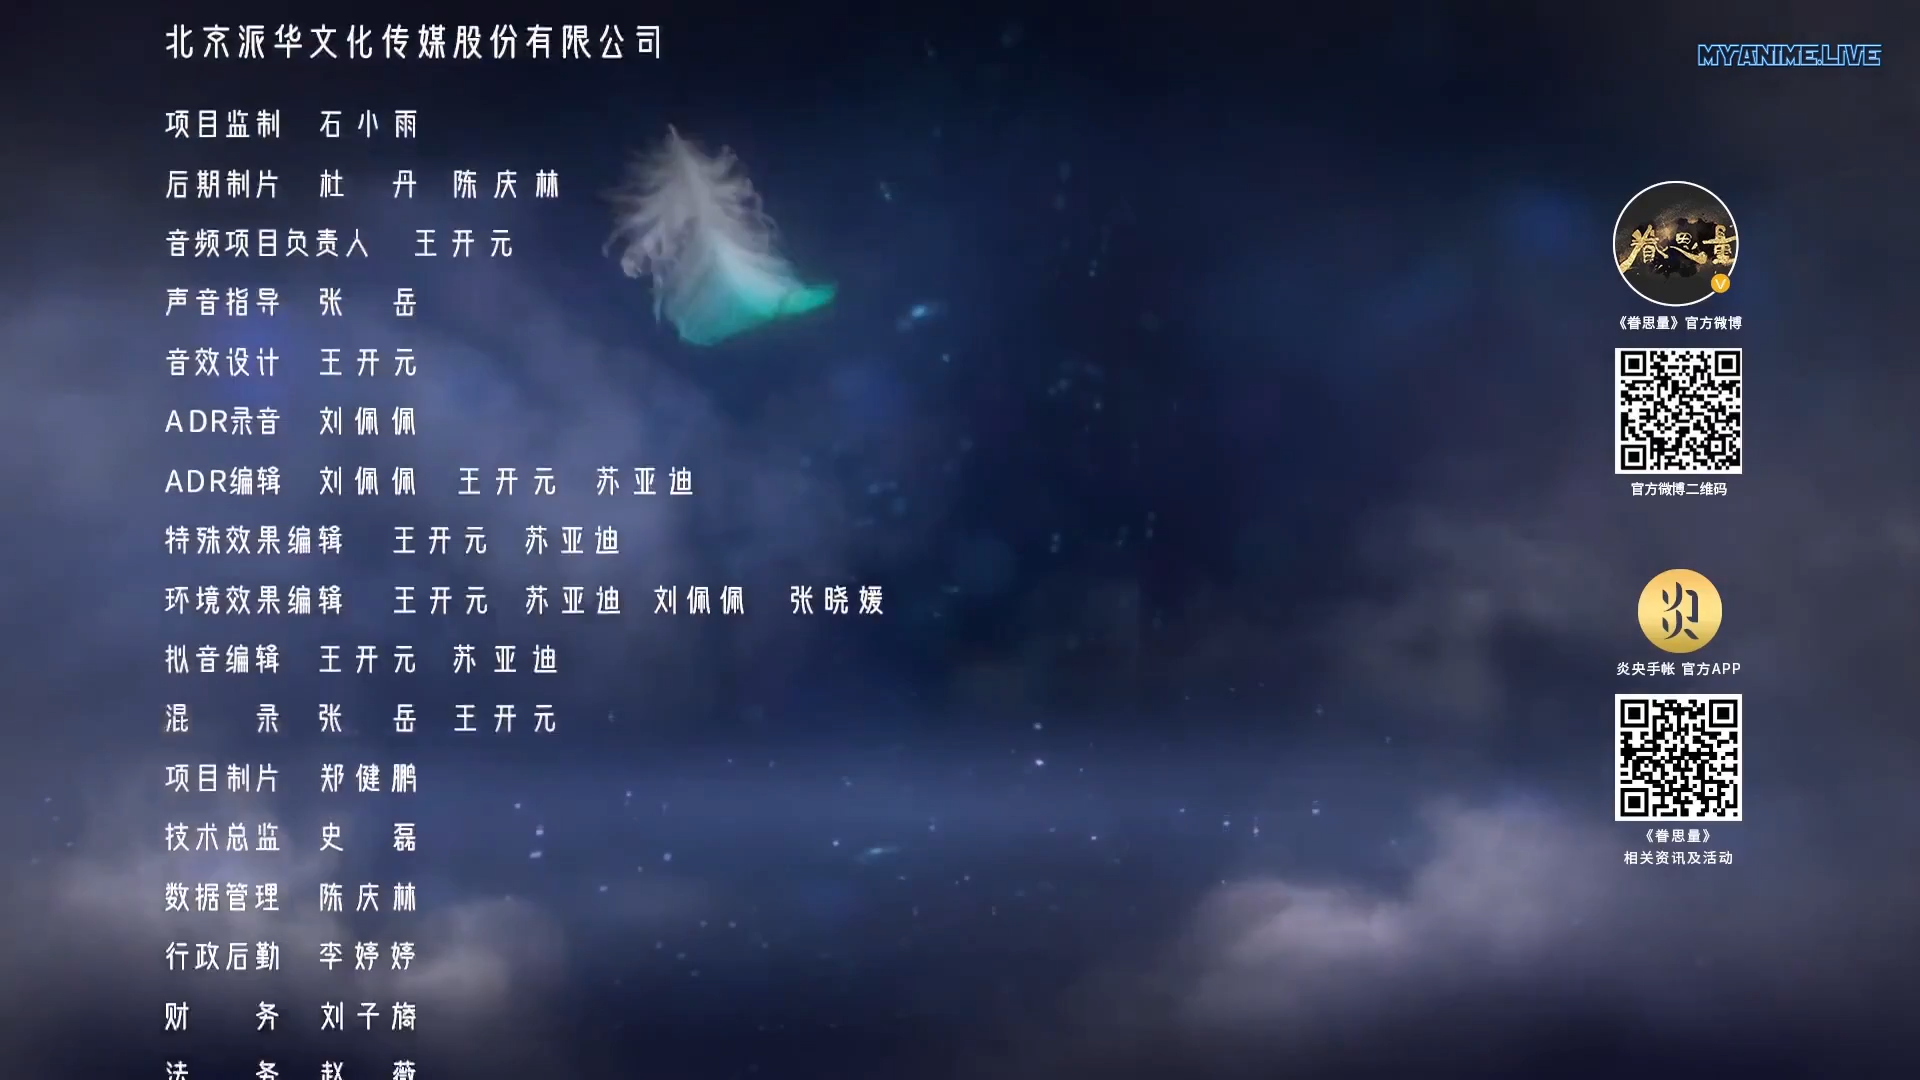 北京派华文化传媒股份有限公司
MYANIME.LIVE
项目监制 石小雨
后期制片 杜丹 陈庆林
音频项目负责人 王开元
声音指导 张岳
音效设计 王开元
ADR录音 刘佩佩
ADR编辑 刘佩佩 王开元 苏亚迪
特殊效果编辑 王开元 苏亚迪
环境效果编辑 王开元 苏亚迪 刘佩佩 张晓媛
拟音编辑 王开元 苏亚迪
混录 张岳 王开元
项目制片 郑健鹏
技术总监 史磊
数据管理 陈庆林
行政后勤 李婷婷
财务 刘子旖
法务 赵薇
眷思量
《眷思量》官方微博
官方微博二维码
炎
炎央手帐 官方APP
《眷思量》
相关资讯及活动